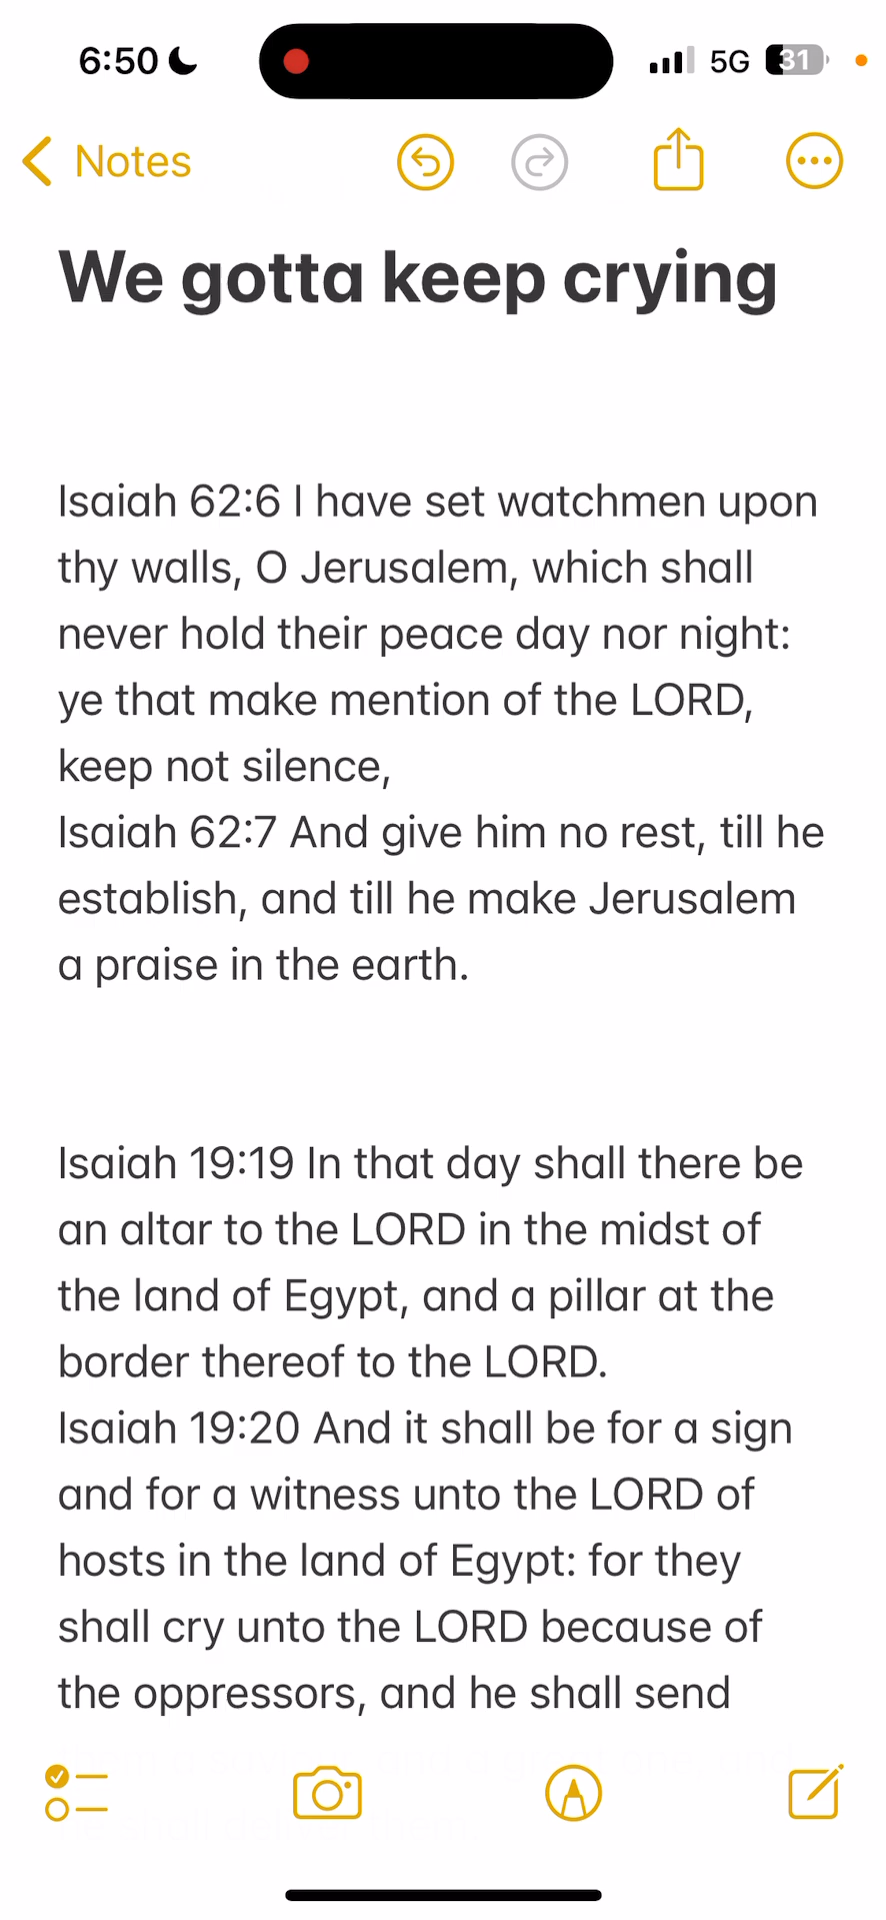 6:50
5G
31
Notes
We gotta keep crying
Isaiah 62:6 I have set watchmen upon
thy walls, O Jerusalem, which shall
never hold their peace day nor night:
ye that make mention of the LORD,
keep not silence,
Isaiah 62:7 And give him no rest, till he
establish, and till he make Jerusalem
a praise in the earth.
Isaiah 19:19 In that day shall there be
an altar to the LORD in the midst of
the land of Egypt, and a pillar at the
border thereof to the LORD.
Isaiah 19:20 And it shall be for a sign
and for a witness unto the LORD of
hosts in the land of Egypt: for they
shall cry unto the LORD because of
the oppressors, and he shall send